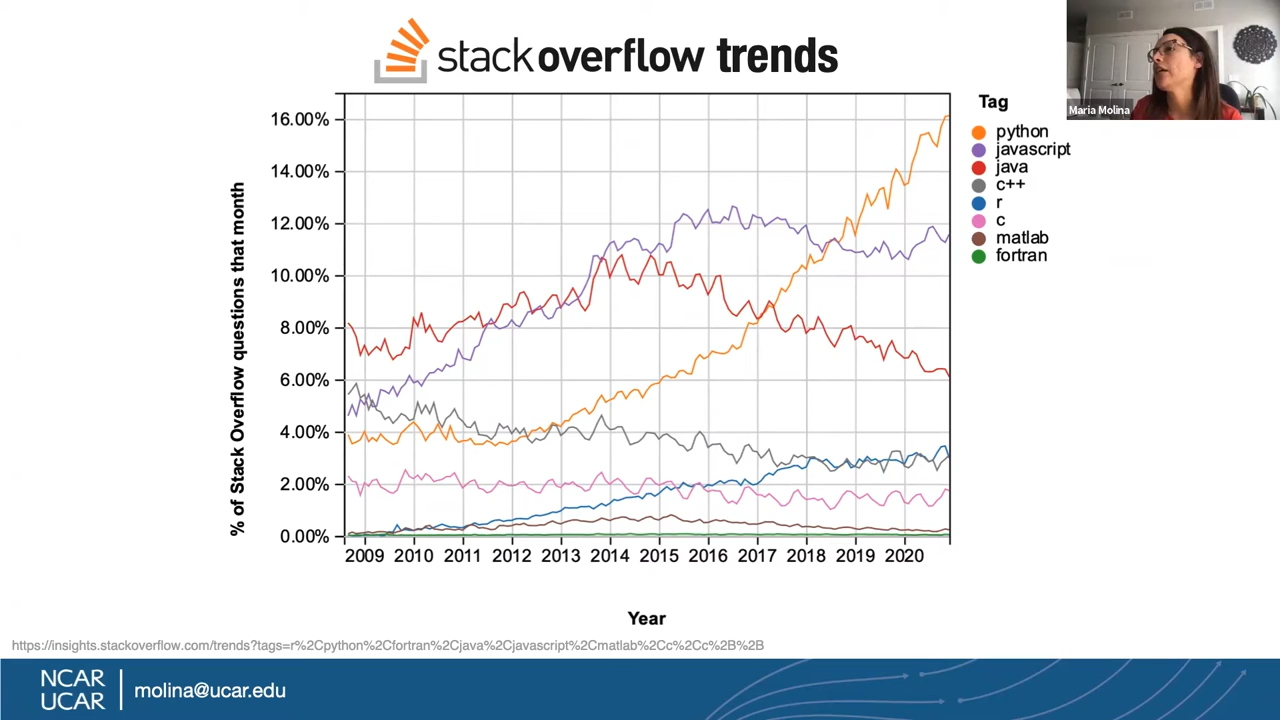 stackoverflow trends
Maria Molina
Tag
python
javascript
java
c++
r
c
matlab
fortran
% of Stack Overflow questions that month
16.00%
14.00%
12.00%
10.00%
8.00%
6.00%
4.00%
2.00%
0.00%
2009 2010 2011 2012 2013 2014 2015 2016 2017 2018 2019 2020
Year
https://insights.stackoverflow.com/trends?tags=r%2Cpython%2Cfortran%2Cjava%2Cjavascript%2Cmatlab%2Cc%2Cc%2B%2B
NCAR
UCAR
molina@ucar.edu